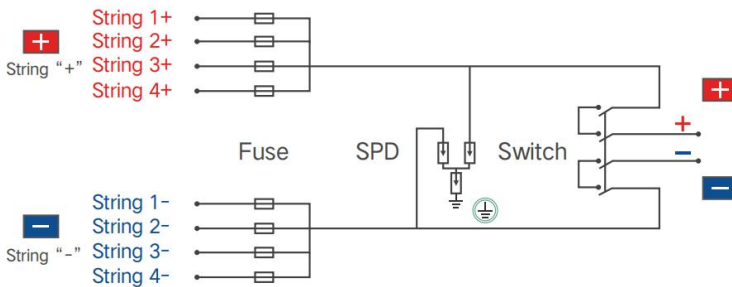 String 1+
String 2+
+
String 3+
String "+"
String 4+
+
+
Fuse
SPD
Switch
−
−
String 1−
String 2−
−
String 3−
String "−"
String 4−